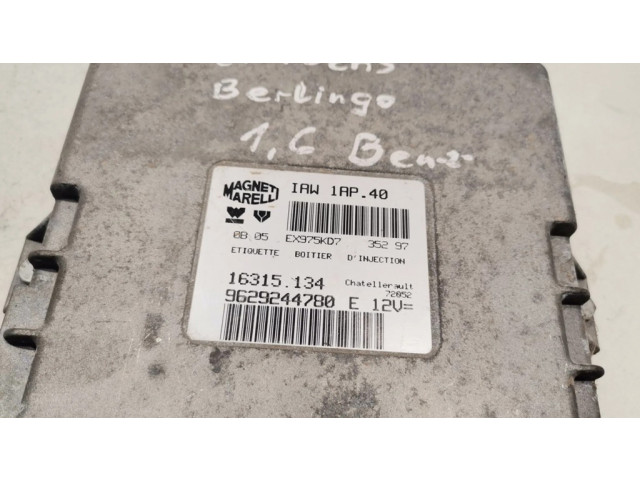 Berlingo
1,6 Benz
MAGNETI MARELLI
IAW 1AP.40
0B 05 EX975KD7 352 97
ETIQUETTE BOITIER D'INJECTION
16315.134 Chatellerault
72052
9629244780 E 12V=